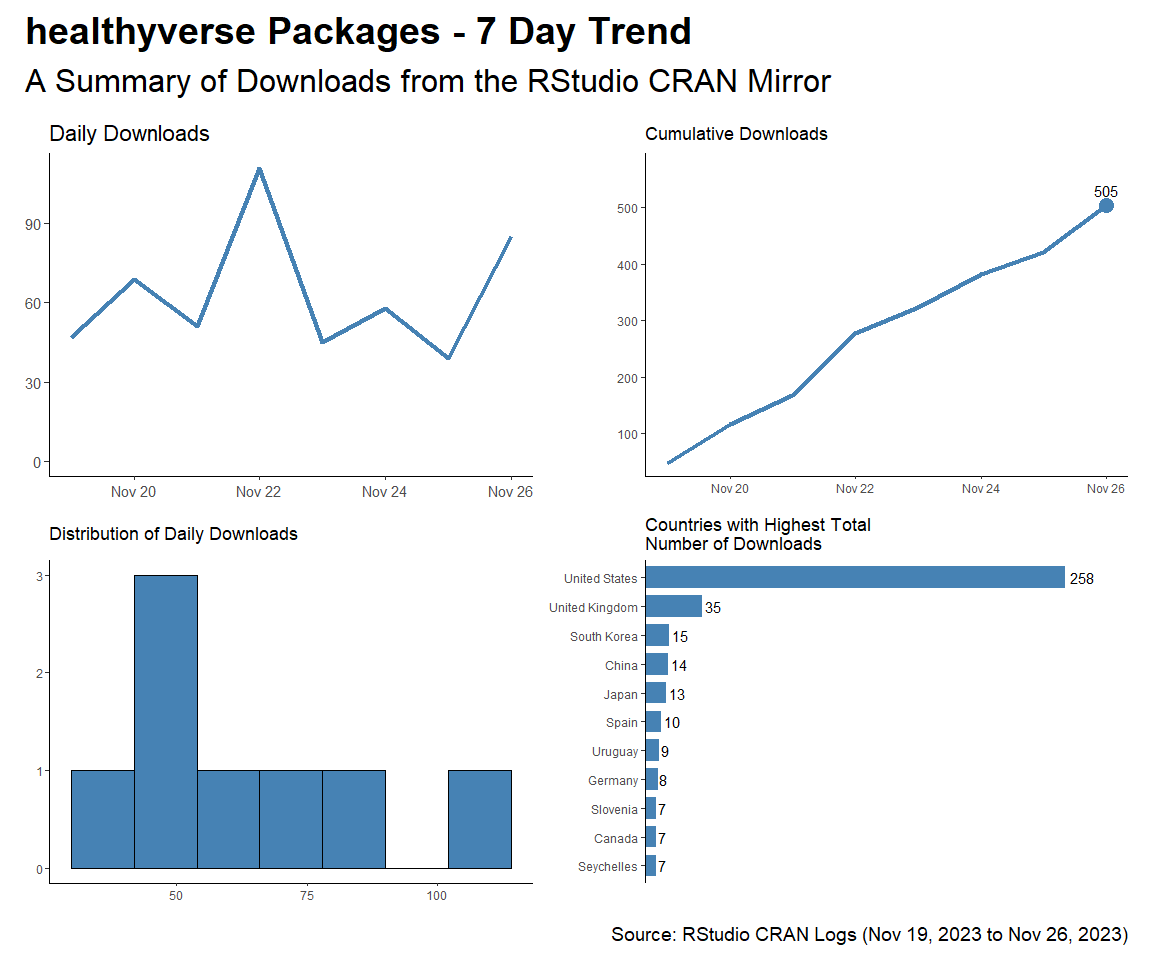 healthyverse Packages - 7 Day Trend
A Summary of Downloads from the RStudio CRAN Mirror
Daily Downloads
90
60
30
0
Nov 20
Nov 22
Nov 24
Nov 26
Cumulative Downloads
505
500
400
300
200
100
Nov 20
Nov 22
Nov 24
Nov 26
Distribution of Daily Downloads
3
2
1
0
50
75
100
Countries with Highest Total
Number of Downloads
United States 258
United Kingdom 35
South Korea 15
China 14
Japan 13
Spain 10
Uruguay 9
Germany 8
Slovenia 7
Canada 7
Seychelles 7
Source: RStudio CRAN Logs (Nov 19, 2023 to Nov 26, 2023)